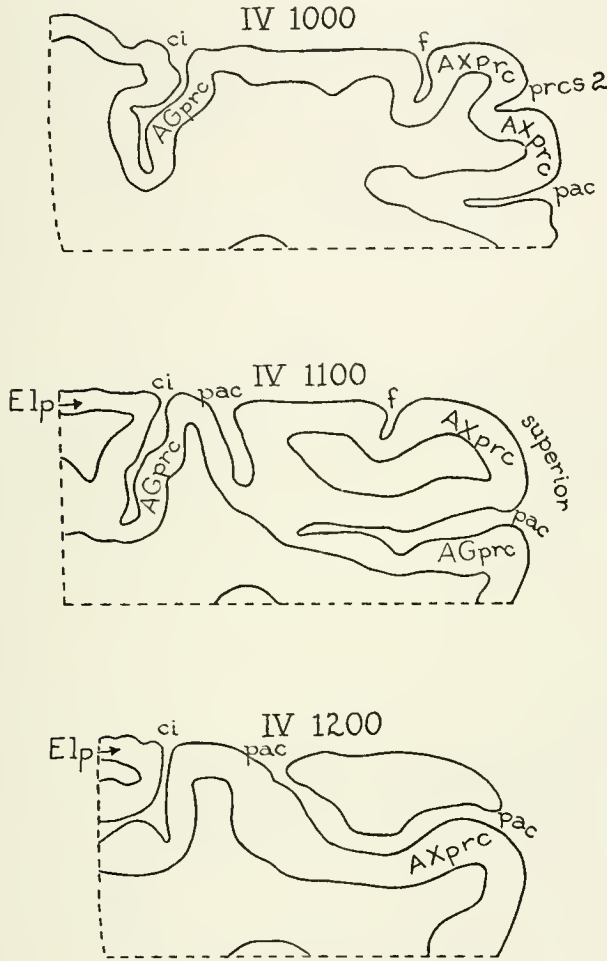 IV 1000
ci
f
AXprc
prcs 2
AGprc
AXprc
pac
IV 1100
Elp
ci
pac
f
AXprc
superior
AGprc
pac
AGprc
IV 1200
Elp
ci
pac
pac
AXprc